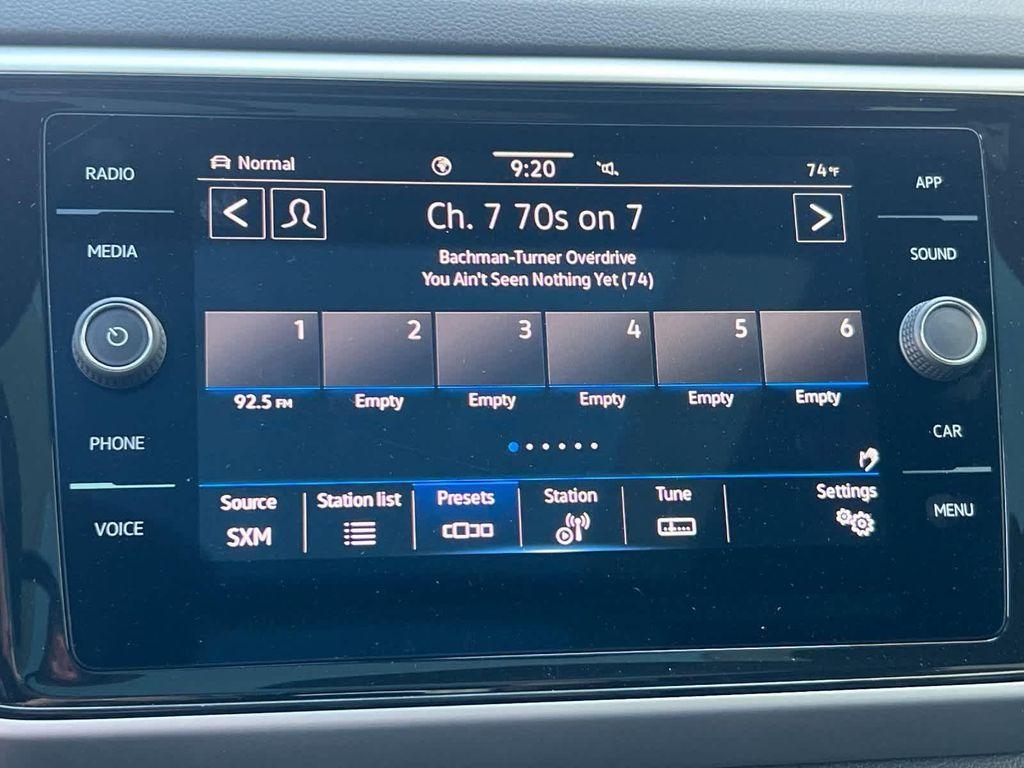 RADIO
MEDIA
PHONE
VOICE
Normal
9:20
74°F
Ch. 7 70s on 7
Bachman-Turner Overdrive
You Ain't Seen Nothing Yet (74)
1 2 3 4 5 6
92.5 FM Empty Empty Empty Empty Empty
Source Station list Presets Station Tune Settings
SXM
APP
SOUND
CAR
MENU